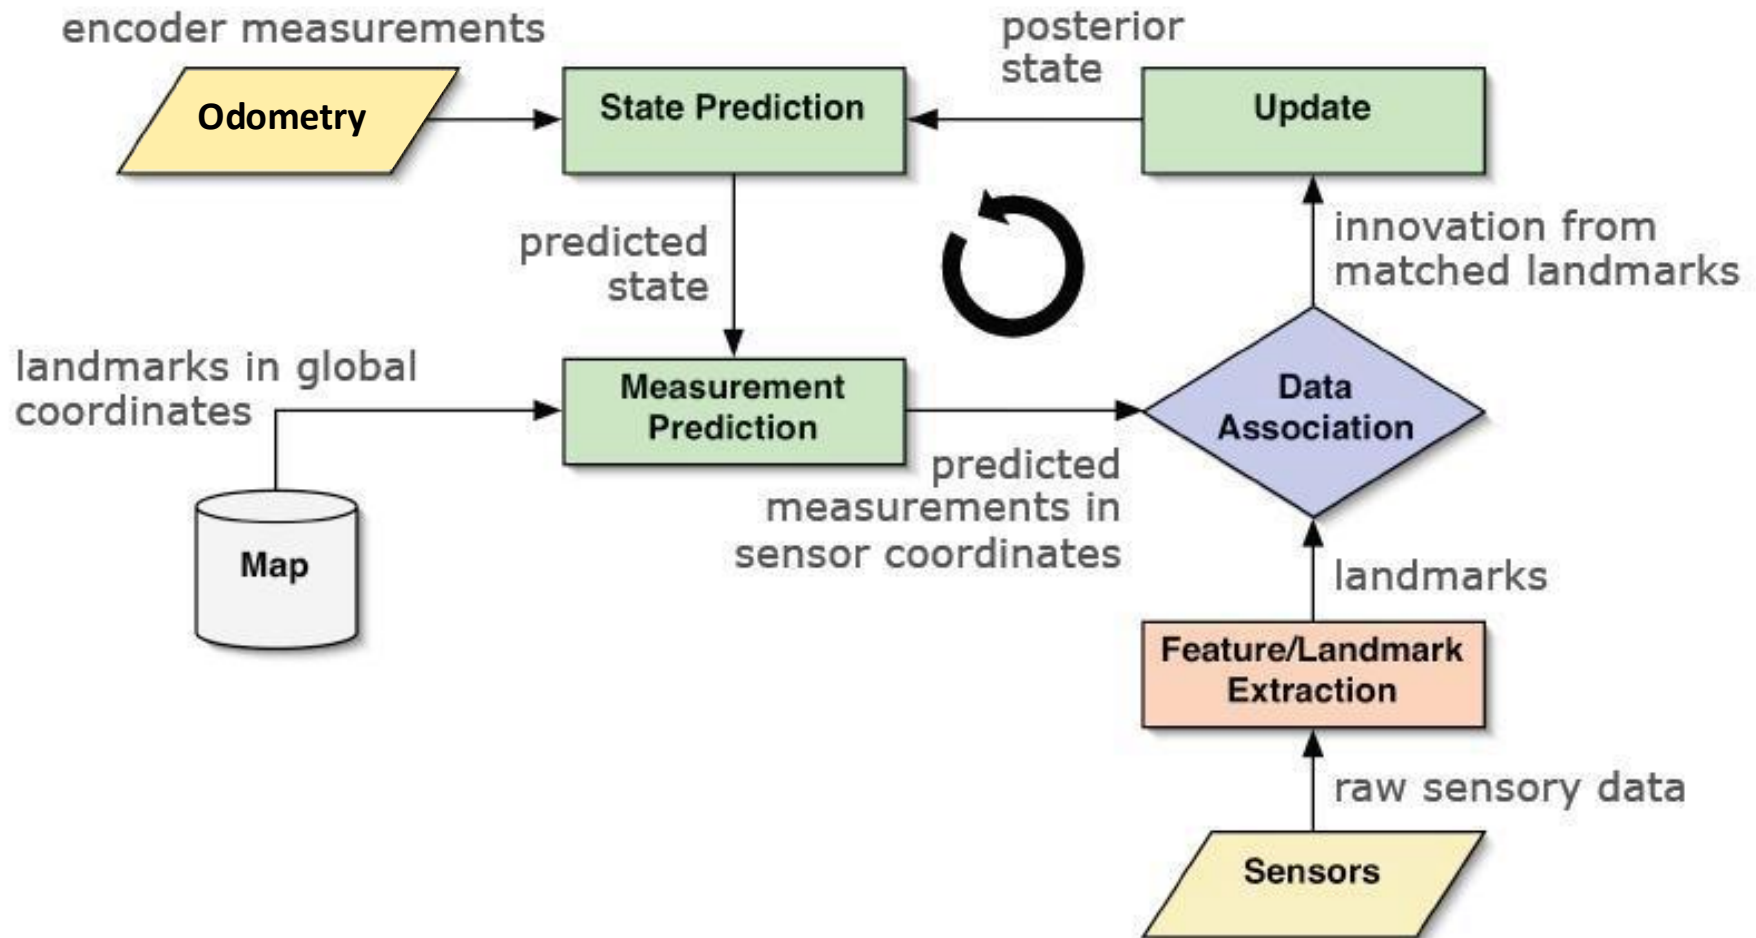 encoder measurements
Odometry
State Prediction
posterior
state
Update
predicted
state
innovation from
matched landmarks
landmarks in global
coordinates
Measurement
Prediction
Data
Association
predicted
measurements in
sensor coordinates
Map
landmarks
Feature/Landmark
Extraction
raw sensory data
Sensors